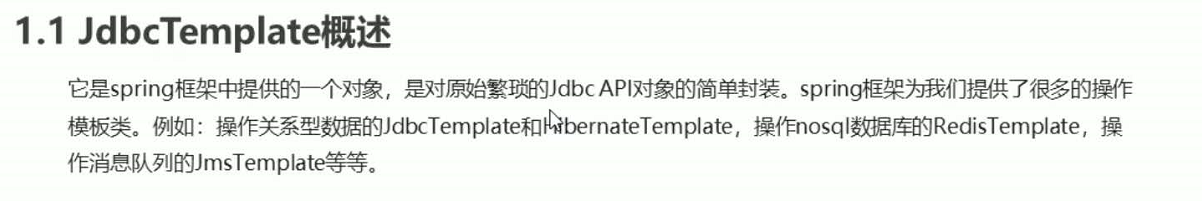 1.1 JdbcTemplate概述
它是spring框架中提供的一个对象，是对原始繁琐的Jdbc API对象的简单封装。spring框架为我们提供了很多的操作
模板类。例如：操作关系型数据的JdbcTemplate和HibernateTemplate，操作nosql数据库的RedisTemplate，操
作消息队列的JmsTemplate等等。